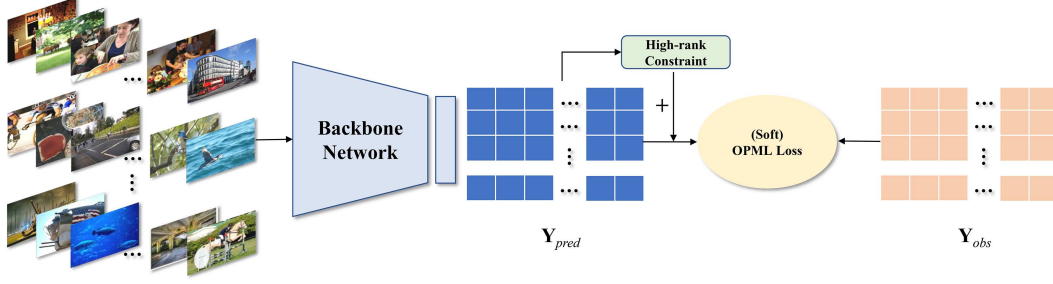 High-rank
Constraint
Backbone
Network
+
(Soft)
OPML Loss
Y_pred
Y_obs